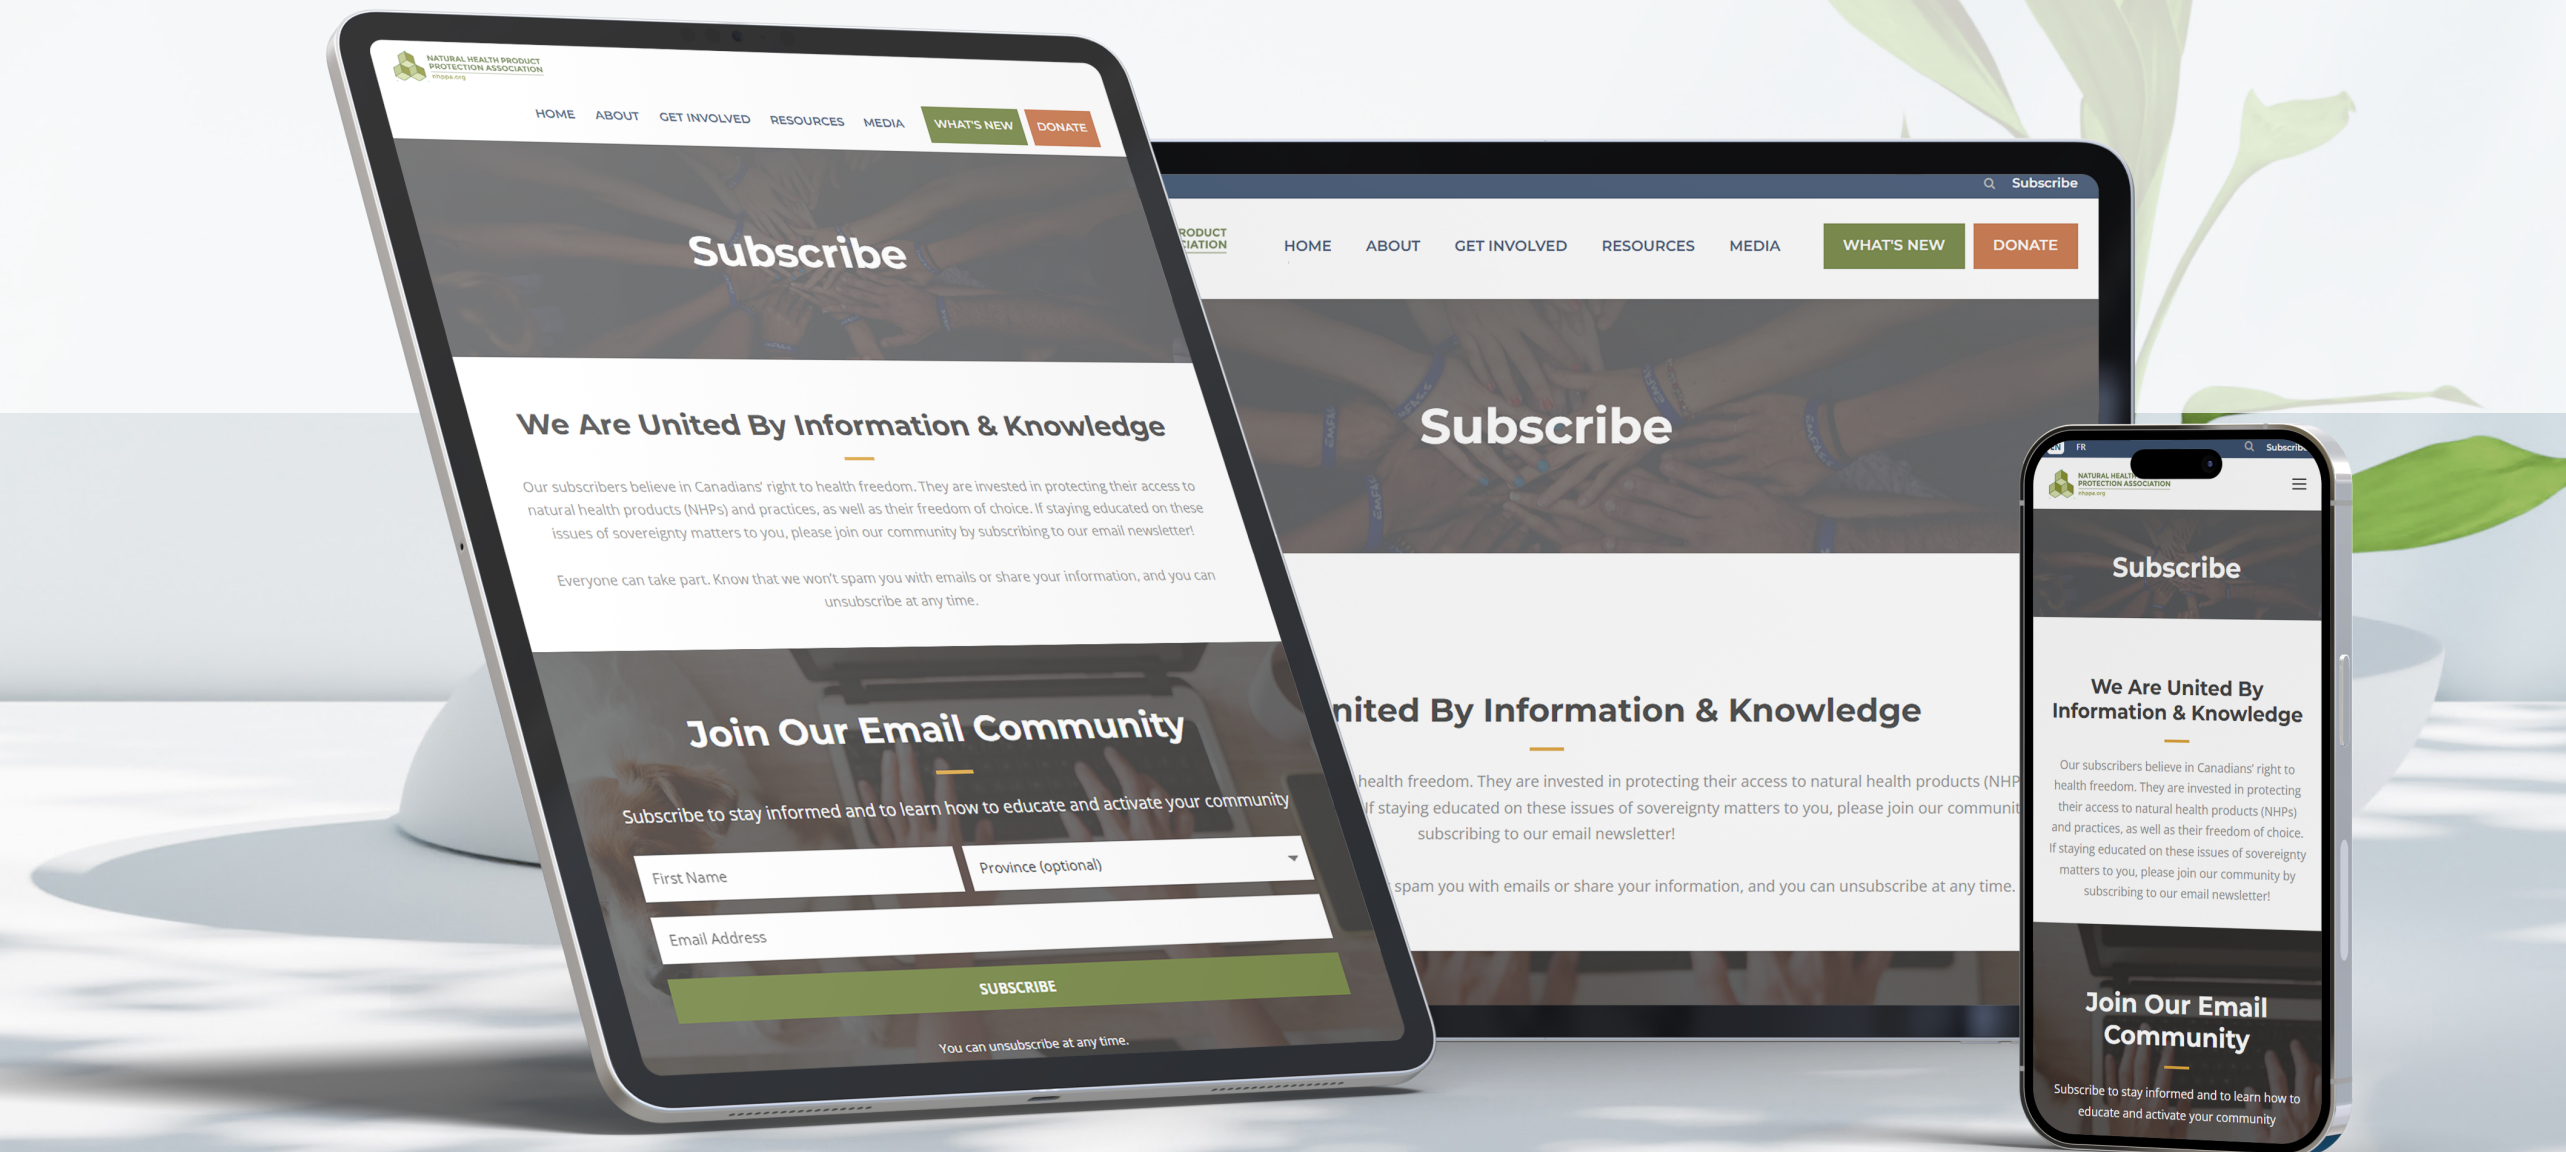 NATURAL HEALTH PRODUCT
PROTECTION ASSOCIATION
nhppa.org
HOME ABOUT GET INVOLVED RESOURCES MEDIA WHAT'S NEW DONATE
Subscribe
We Are United By Information & Knowledge
Our subscribers believe in Canadians' right to health freedom. They are invested in protecting their access to
natural health products (NHPs) and practices, as well as their freedom of choice. If staying educated on these
issues of sovereignty matters to you, please join our community by subscribing to our email newsletter!
Everyone can take part. Know that we won't spam you with emails or share your information, and you can
unsubscribe at any time.
Join Our Email Community
Subscribe to stay informed and to learn how to educate and activate your community
First Name
Province (optional)
Email Address
SUBSCRIBE
You can unsubscribe at any time.
Subscribe
RODUCT
CIATION
HOME ABOUT GET INVOLVED RESOURCES MEDIA WHAT'S NEW DONATE
Subscribe
nited By Information & Knowledge
health freedom. They are invested in protecting their access to natural health products (NHP
If staying educated on these issues of sovereignty matters to you, please join our communit
subscribing to our email newsletter!
spam you with emails or share your information, and you can unsubscribe at any time.
FR Subscrib
NATURAL HEALT
PROTECTION ASSOCIATION
nhppa.org
Subscribe
We Are United By
Information & Knowledge
Our subscribers believe in Canadians' right to
health freedom. They are invested in protecting
their access to natural health products (NHPs)
and practices, as well as their freedom of choice.
If staying educated on these issues of sovereignty
matters to you, please join our community by
subscribing to our email newsletter!
Join Our Email
Community
Subscribe to stay informed and to learn how to
educate and activate your community